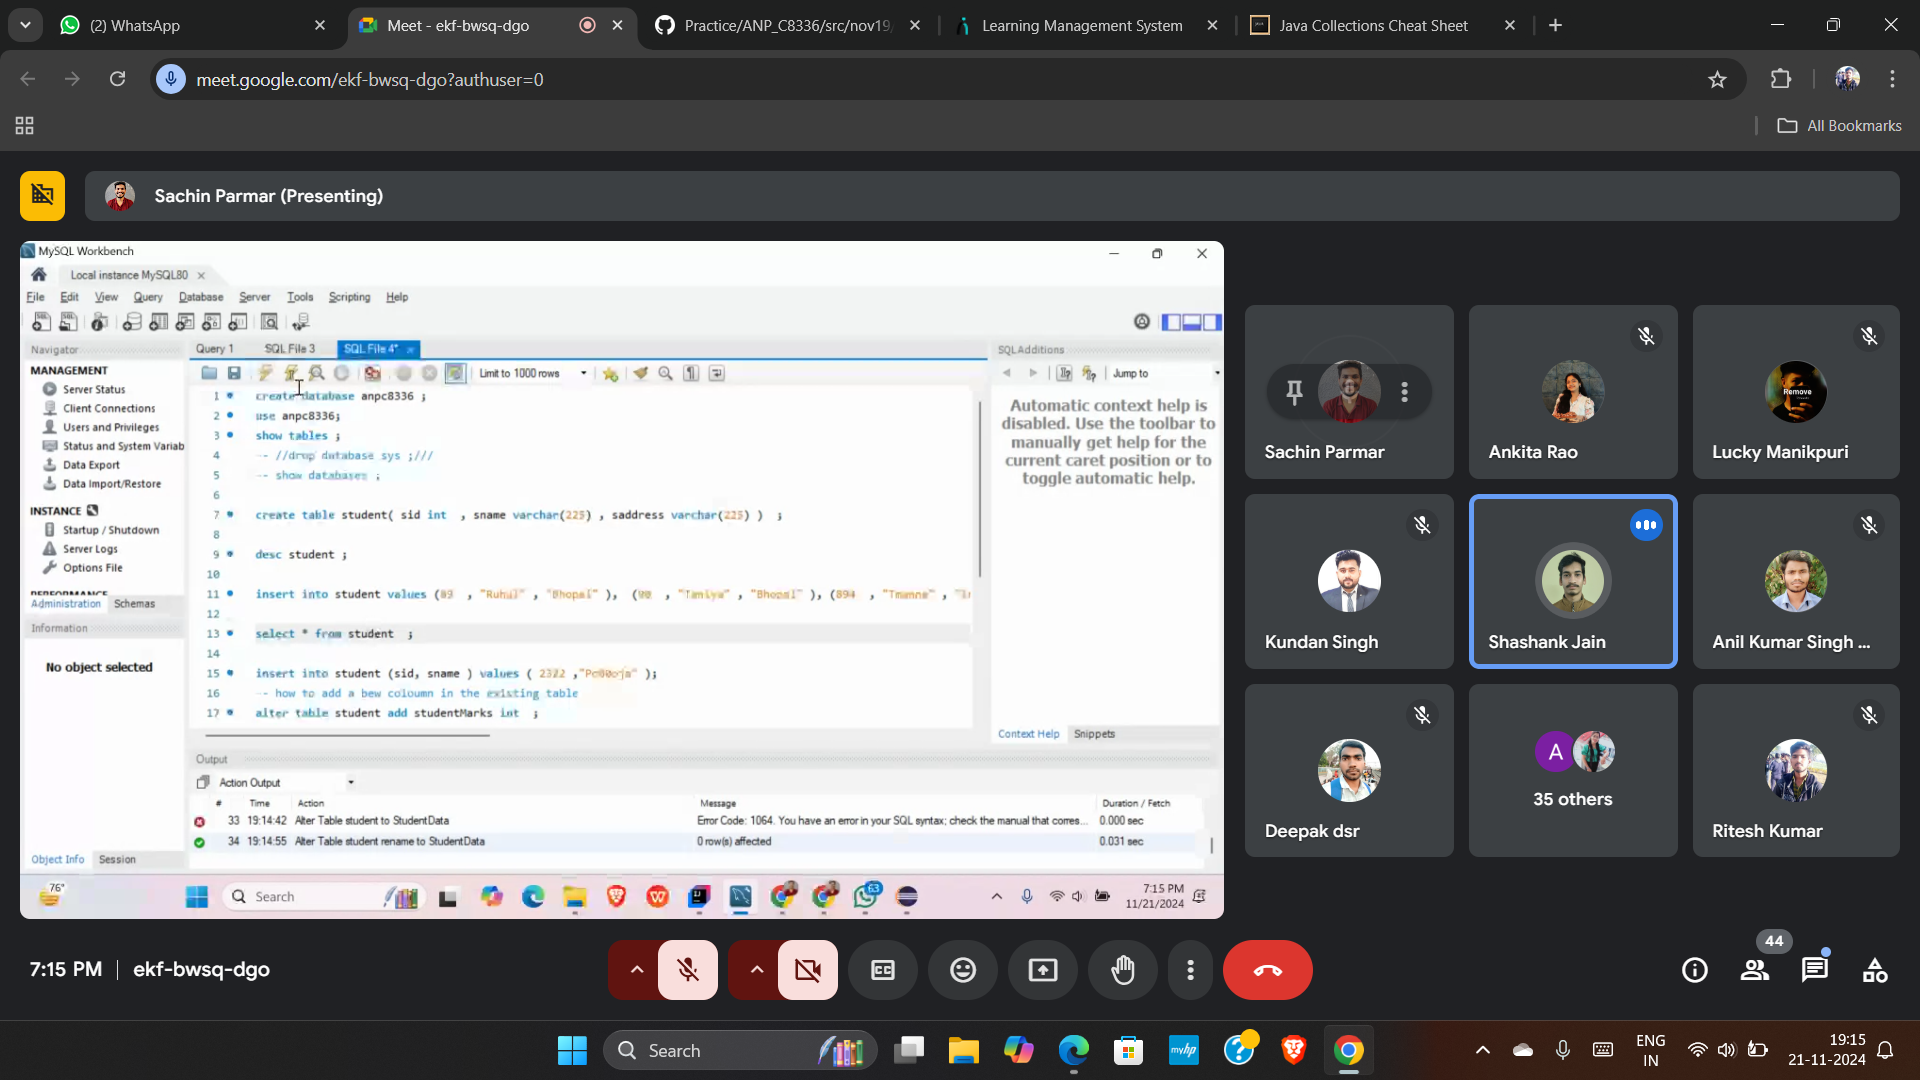 (2) WhatsApp
Meet - ekf-bwsq-dgo
Practice/ANP_C8336/src/nov19
Learning Management System
Java Collections Cheat Sheet
meet.google.com/ekf-bwsq-dgo?authuser=0
All Bookmarks
Sachin Parmar (Presenting)
MySQL Workbench
Local instance MySQL80
File Edit View Query Database Server Tools Scripting Help
Navigator
MANAGEMENT
Server Status
Client Connections
Users and Privileges
Status and System Variab
Data Export
Data Import/Restore
INSTANCE
Startup / Shutdown
Server Logs
Options File
PERFORMANCE
Administration Schemas
Information
No object selected
Object Info Session
Query 1 SQL File 3 SQL File 4*
Limit to 1000 rows
1 create database anpc8336 ;
2 use anpc8336;
3 show tables ;
4 -- //drop database sys ;///
5 -- show databases ;
6
7 create table student( sid int , sname varchar(225) , saddress varchar(225) ) ;
8
9 desc student ;
10
11 insert into student values (89 , "Rahul" , "Bhopal" ), (90 , "Tamiya" , "Bhopal" ), (894 , "Tmanna" ,
12
13 select * from student ;
14
15 insert into student (sid, sname ) values ( 2322 ,
16 -- how to add a bew coloumn in the existing table
17 alter table student add studentMarks int ;
SQLAdditions
Jump to
Automatic context help is
disabled. Use the toolbar to
manually get help for the
current caret position or to
toggle automatic help.
Context Help Snippets
Output
Action Output
# Time Action Message Duration / Fetch
33 19:14:42 Alter Table student to StudentData Error Code: 1064. You have an error in your SQL syntax; check the manual that corres... 0.000 sec
34 19:14:55 Alter Table student rename to StudentData 0 row(s) affected 0.031 sec
76°
Search
63
7:15 PM
11/21/2024
Sachin Parmar
Ankita Rao
Remove
Lucky Manikpuri
Kundan Singh
Shashank Jain
Anil Kumar Singh ...
Deepak dsr
A
35 others
Ritesh Kumar
7:15 PM | ekf-bwsq-dgo
44
Search
myhp
ENG
IN
19:15
21-11-2024